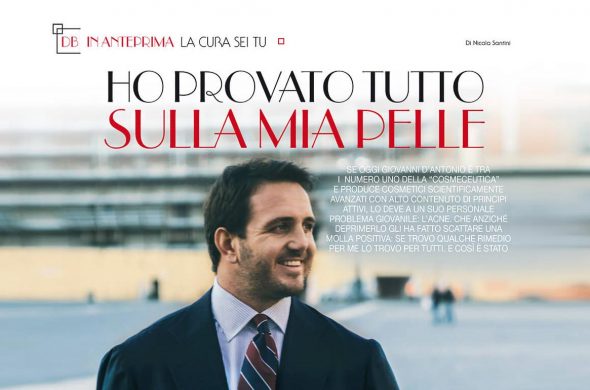 DB IN ANTEPRIMA LA CURA SEI TU
Di Nicola Santini
HO PROVATO TUTTO
SULLA MIA PELLE
SE OGGI GIOVANNI D'ANTONIO È TRA
I NUMERO UNO DELLA "COSMECEUTICA"
E PRODUCE COSMETICI SCIENTIFICAMENTE
AVANZATI CON ALTO CONTENUTO DI PRINCIPI
ATTIVI, LO DEVE A UN SUO PERSONALE
PROBLEMA GIOVANILE: L'ACNE. CHE ANZICHÉ
DEPRIMERLO GLI HA FATTO SCATTARE UNA
MOLLA POSITIVA: SE TROVO QUALCHE RIMEDIO
PER ME LO TROVO PER TUTTI. E COSÌ È STATO